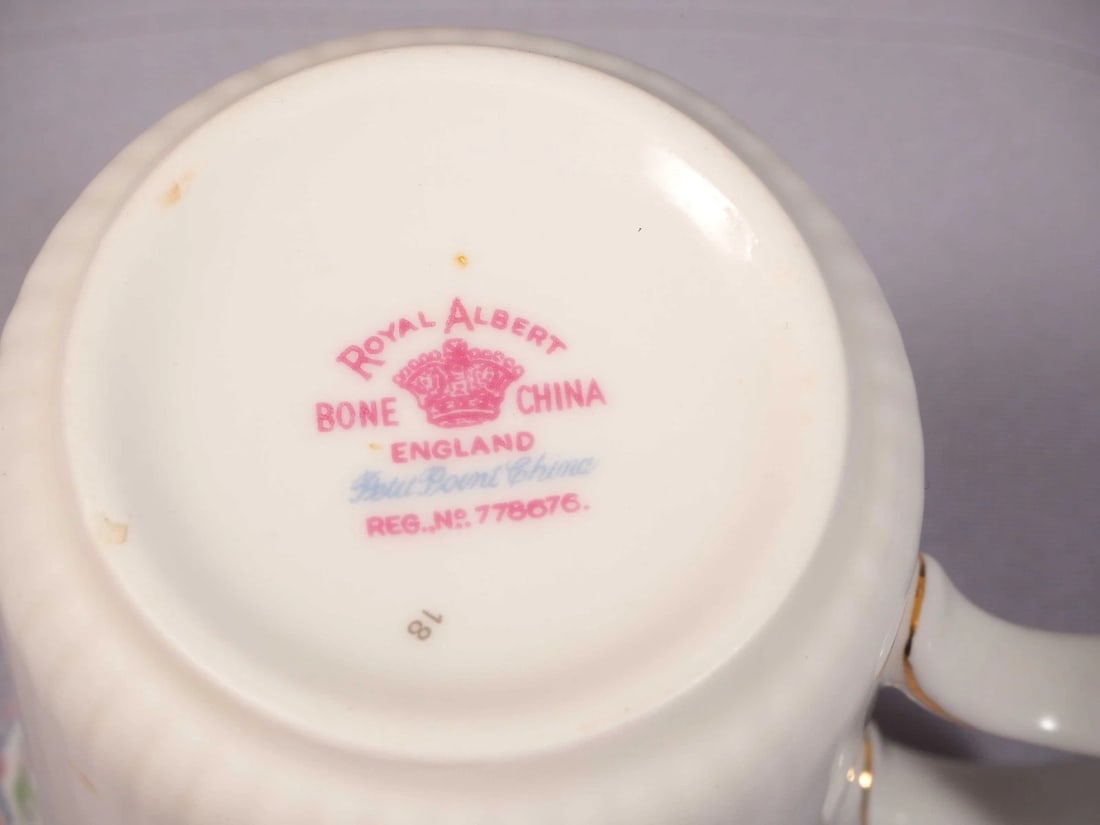 ROYAL ALBERT
BONE CHINA
ENGLAND
Petit Point China
REG., No. 778676.
18